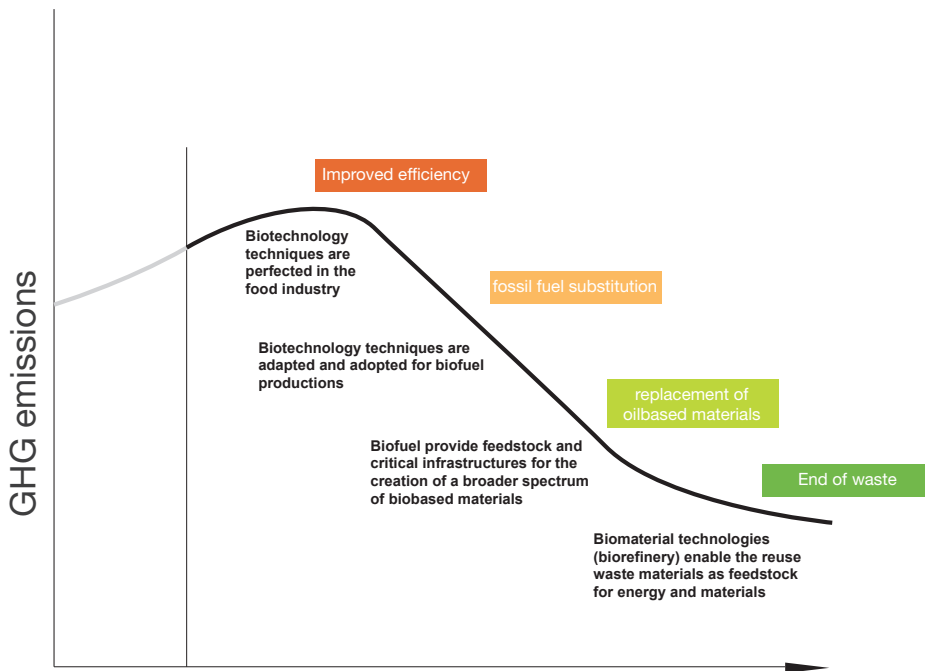 Improved efficiency
Biotechnology
techniques are
perfected in the
food industry
fossil fuel substitution
Biotechnology techniques are
adapted and adopted for biofuel
productions
replacement of
oilbased materials
Biofuel provide feedstock and
critical infrastructures for the
creation of a broader spectrum
of biobased materials
End of waste
Biomaterial technologies
(biorefinery) enable the reuse
waste materials as feedstock
for energy and materials
GHG emissions